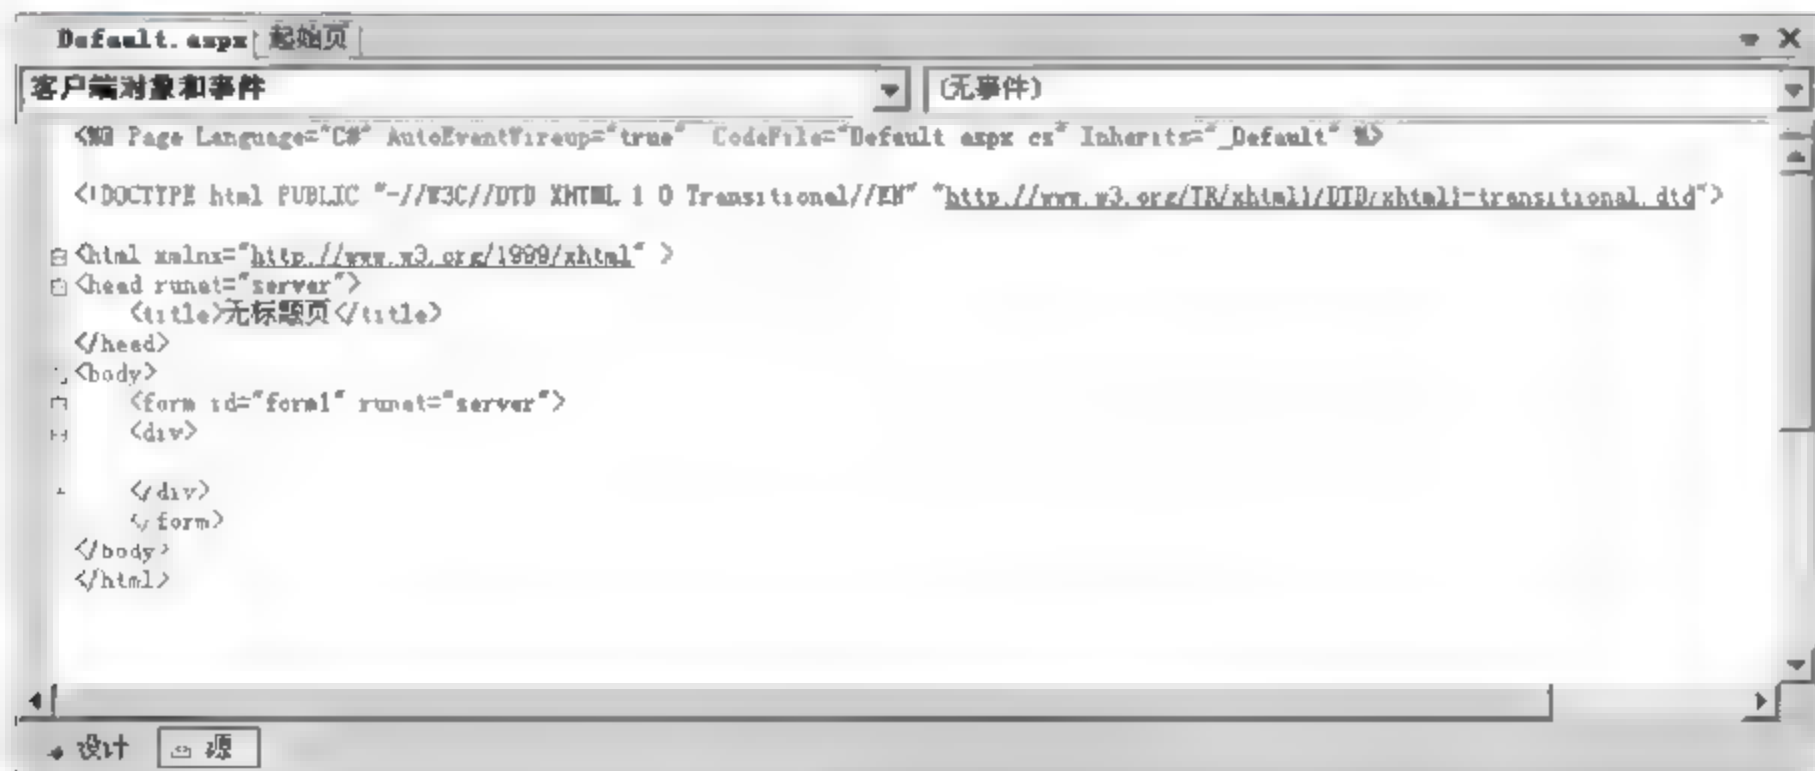 Default.aspx 起始页
客户端对象和事件 (无事件)
<%@ Page Language="C#" AutoEventWireup="true" CodeFile="Default.aspx.cs" Inherits="_Default" %>
<!DOCTYPE html PUBLIC "-//W3C//DTD XHTML 1.0 Transitional//EN" "http://www.w3.org/TR/xhtml1/DTD/xhtml1-transitional.dtd">
<html xmlns="http://www.w3.org/1999/xhtml" >
<head runat="server">
<title>无标题页</title>
</head>
<body>
<form id="form1" runat="server">
<div>
</div>
</form>
</body>
</html>
设计 源